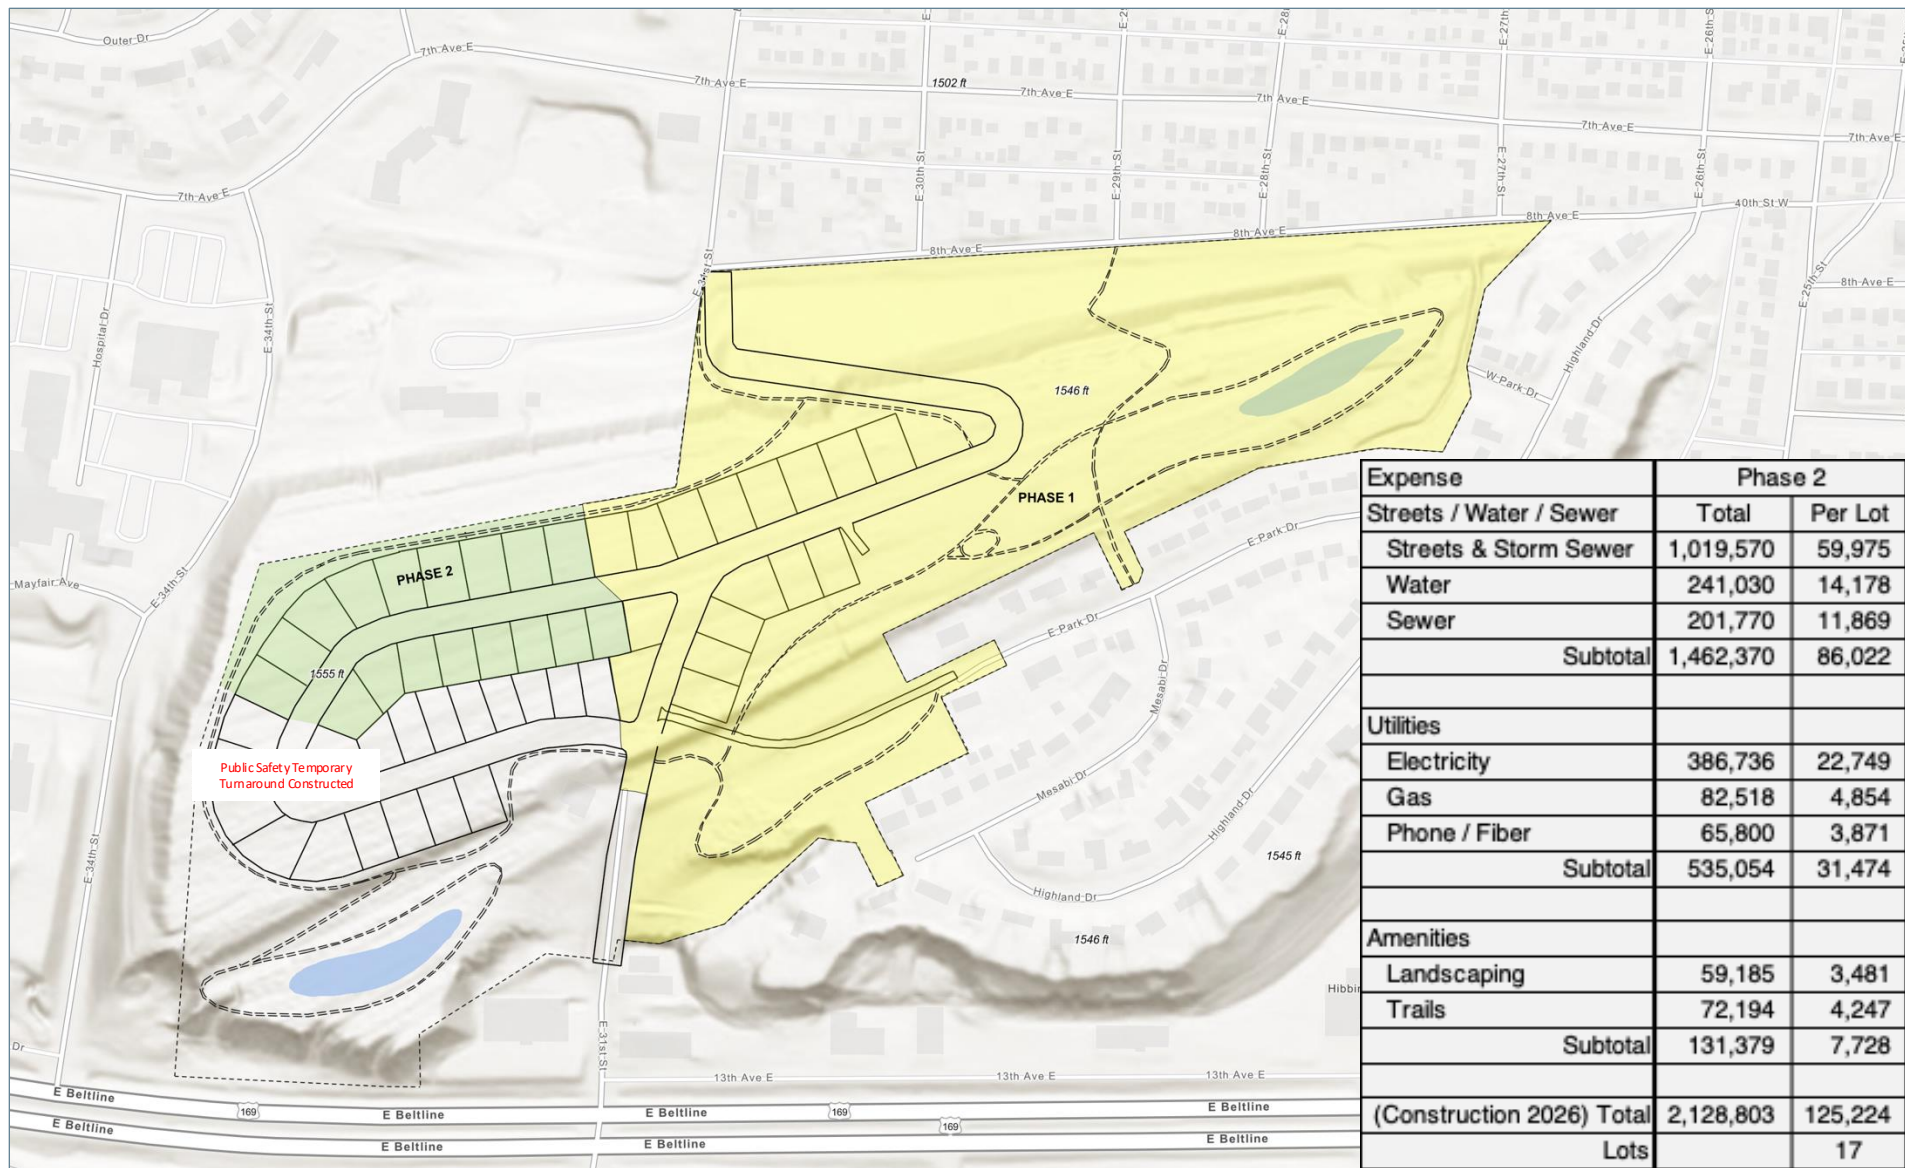 Outer Dr
7th Ave E
7th Ave E
1502 ft
7th Ave E
7th Ave E
7th Ave E
7th Ave E
E 28
E 27th
E 26th S
E 30th St
E 29th St
E 28th St
E 27th St
E 26th St
7th Ave E
40th St W
8th Ave E
8th Ave E
8th Ave E
E 31st St
E 25th St
8th Ave E
Hospital Dr
E 34th St
Highland Dr
W Park Dr
1546 ft
PHASE 1
E Park Dr
PHASE 2
Mayfair Ave
E 34th St
E Park Dr
1555 ft
Mesabi Dr
Public Safety Temporary
Turnaround Constructed
Mesabi Dr
Highland Dr
E 34th St
1545 ft
Highland Dr
1546 ft
Hibbin
E 31st St
Dr
13th Ave E
13th Ave E
13th Ave E
E Beltline
169
E Beltline
E Beltline
169
E Beltline
E Beltline
169
E Beltline
E Beltline
E Beltline
Expense Phase 2
Streets / Water / Sewer Total Per Lot
Streets & Storm Sewer 1,019,570 59,975
Water 241,030 14,178
Sewer 201,770 11,869
Subtotal 1,462,370 86,022
Utilities
Electricity 386,736 22,749
Gas 82,518 4,854
Phone / Fiber 65,800 3,871
Subtotal 535,054 31,474
Amenities
Landscaping 59,185 3,481
Trails 72,194 4,247
Subtotal 131,379 7,728
(Construction 2026) Total 2,128,803 125,224
Lots 17